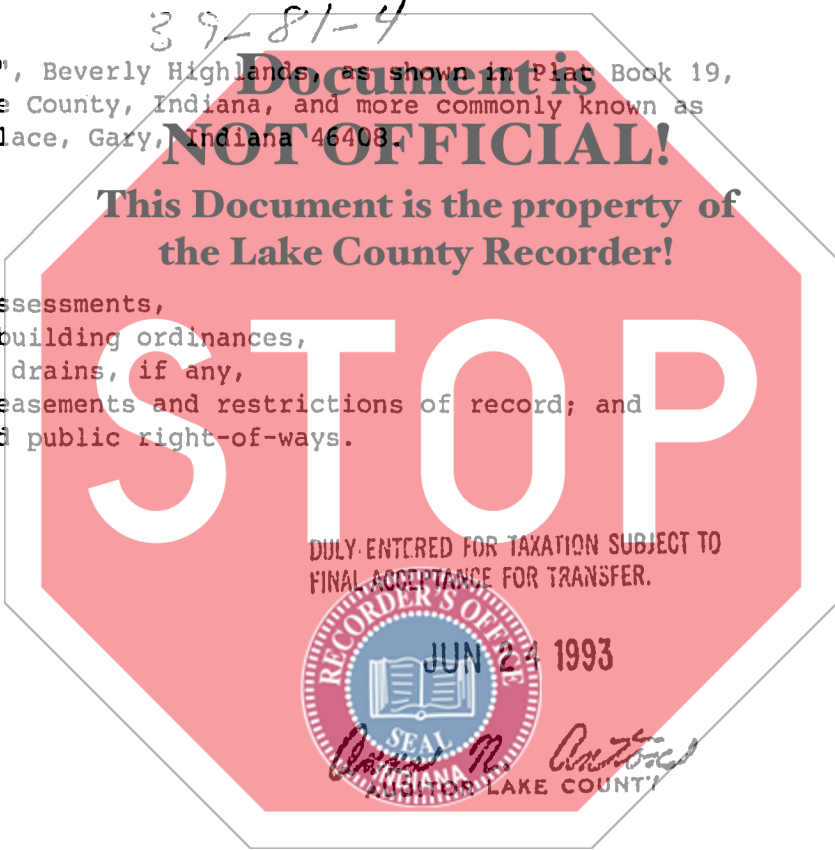 39-81-4
", Beverly Highlands, as shown in Plat Book 19,
e County, Indiana, and more commonly known as
lace, Gary, Indiana 46408.
Document is
NOT OFFICIAL!
This Document is the property of
the Lake County Recorder!
ssessments,
building ordinances,
drains, if any,
easements and restrictions of record; and
d public right-of-ways.
STOP
DULY ENTERED FOR TAXATION SUBJECT TO
FINAL ACCEPTANCE FOR TRANSFER.
RECORDER'S OFFICE
JUN 24 1993
SEAL
INDIANA
AUDITOR LAKE COUNTY